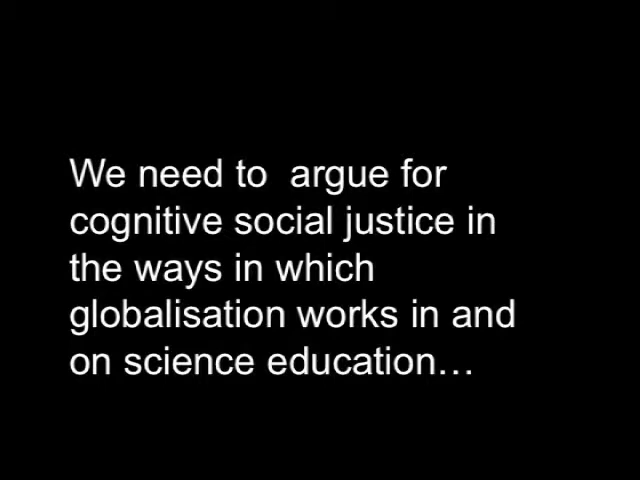 We need to  argue for
cognitive social justice in
the ways in which
globalisation works in and
on science education…